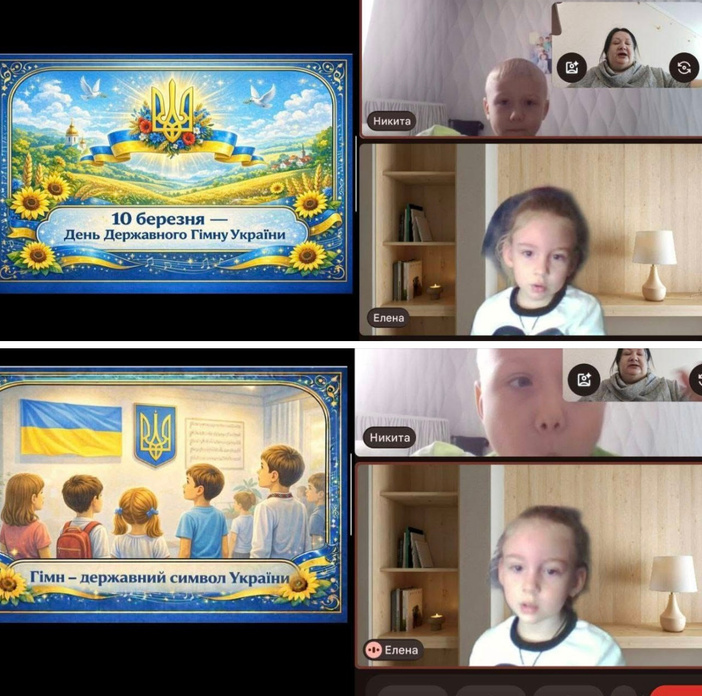 10 березня —
День Державного Гімну України
Никита
Елена
Гімн – державний символ України
Никита
Елена